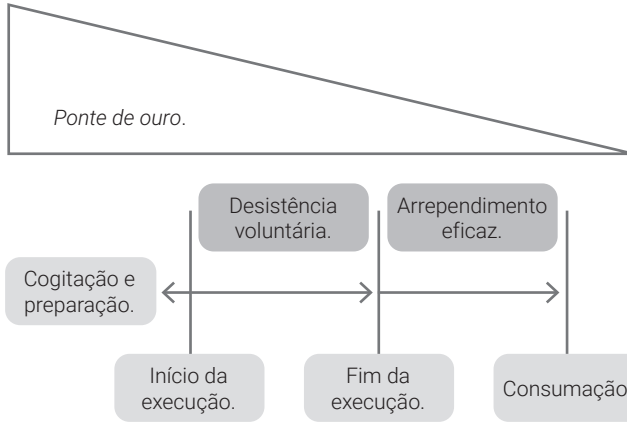 Ponte de ouro.
Desistência
voluntária.
Arrependimento
eficaz.
Cogitação e
preparação.
Início da
execução.
Fim da
execução.
Consumação.